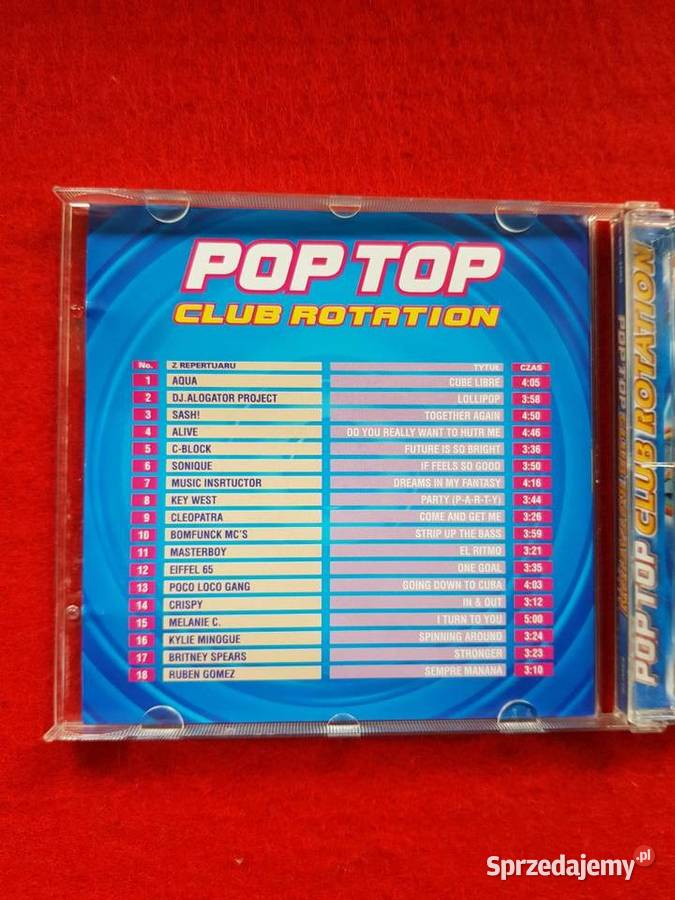 POP TOP
CLUB ROTATION
No. Z REPERTUARU TYTUŁ CZAS
1 AQUA CUBE LIBRE 4:05
2 DJ.ALOGATOR PROJECT LOLLIPOP 3:58
3 SASH! TOGETHER AGAIN 4:50
4 ALIVE DO YOU REALLY WANT TO HUTR ME 4:46
5 C-BLOCK FUTURE IS SO BRIGHT 3:36
6 SONIQUE IF FEELS SO GOOD 3:50
7 MUSIC INSRTUCTOR DREAMS IN MY FANTASY 4:16
8 KEY WEST PARTY (P-A-R-T-Y) 3:44
9 CLEOPATRA COME AND GET ME 3:26
10 BOMFUNCK MC'S STRIP UP THE BASS 3:59
11 MASTERBOY EL RITMO 3:21
12 EIFFEL 65 ONE GOAL 3:35
13 POCO LOCO GANG GOING DOWN TO CUBA 4:03
14 CRISPY IN & OUT 3:12
15 MELANIE C. I TURN TO YOU 5:00
16 KYLIE MINOGUE SPINNING AROUND 3:24
17 BRITNEY SPEARS STRONGER 3:23
18 RUBEN GOMEZ SEMPRE MANANA 3:10
POP TOP CLUB ROTATION
Sprzedajemy.pl